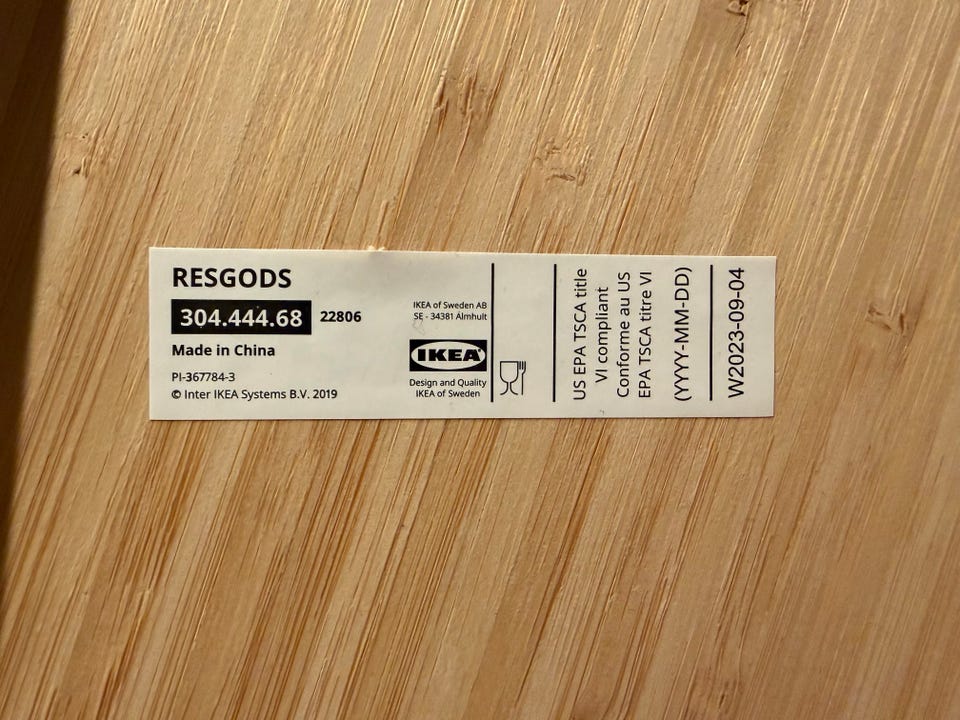 RESGODS
304.444.68 22806
Made in China
PI-367784-3
© Inter IKEA Systems B.V. 2019
IKEA of Sweden AB
SE - 34381 Älmhult
IKEA
Design and Quality
IKEA of Sweden
US EPA TSCA title
VI compliant
Conforme au US
EPA TSCA titre VI
(YYYY-MM-DD)
W2023-09-04